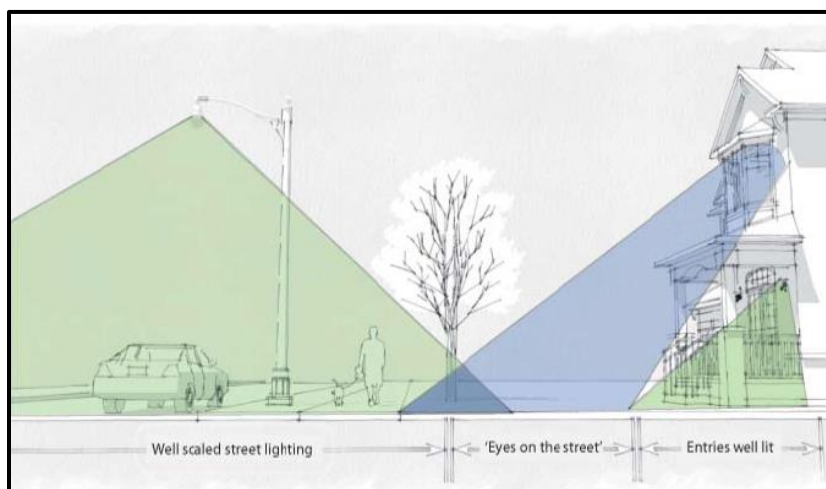 Well scaled street lighting
'Eyes on the street'
Entries well lit